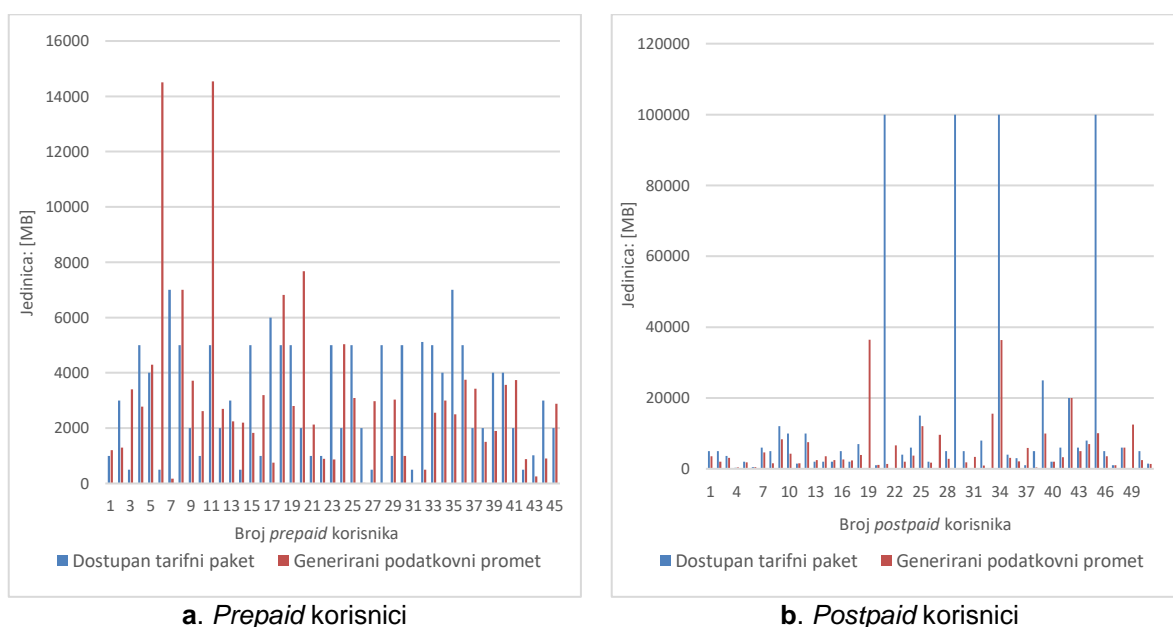 16000
14000
12000
10000
8000
6000
4000
2000
0
Jedinica: [MB]
1 3 5 7 9 11 13 15 17 19 21 23 25 27 29 31 33 35 37 39 41 43 45
Broj prepaid korisnika
Dostupan tarifni paket Generirani podatkovni promet
a. Prepaid korisnici
120000
100000
80000
60000
40000
20000
0
Jedinica: [MB]
1 4 7 10 13 16 19 22 25 28 31 34 37 40 43 46 49
Broj postpaid korisnika
Dostupan tarifni paket Generirani podatkovni promet
b. Postpaid korisnici